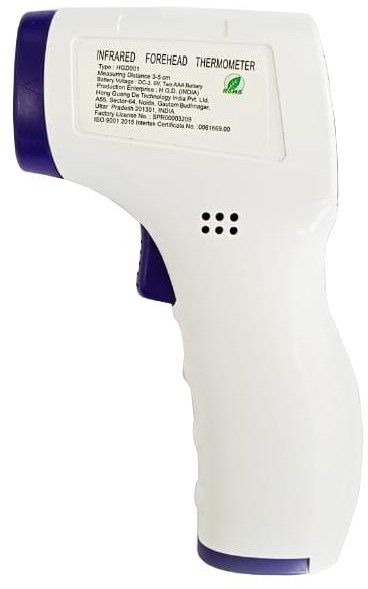 INFRARED FOREHEAD THERMOMETER
Type : HGD001
Measuring Distance 3-5 cm
Battery Voltage : DC-3. 0V, Two AAA Battery
Production Enterprise : H.G.D. (INDIA)
Hong Guang De Technology India Pvt. Ltd.
A55, Sector-64, Noida, Gautam Budhnagar,
Uttar Pradesh 201301, INDIA
Factory License No. : SPR00003209
ISO 9001 2015 Intertek Certificate No. :0081669.00
ROHS